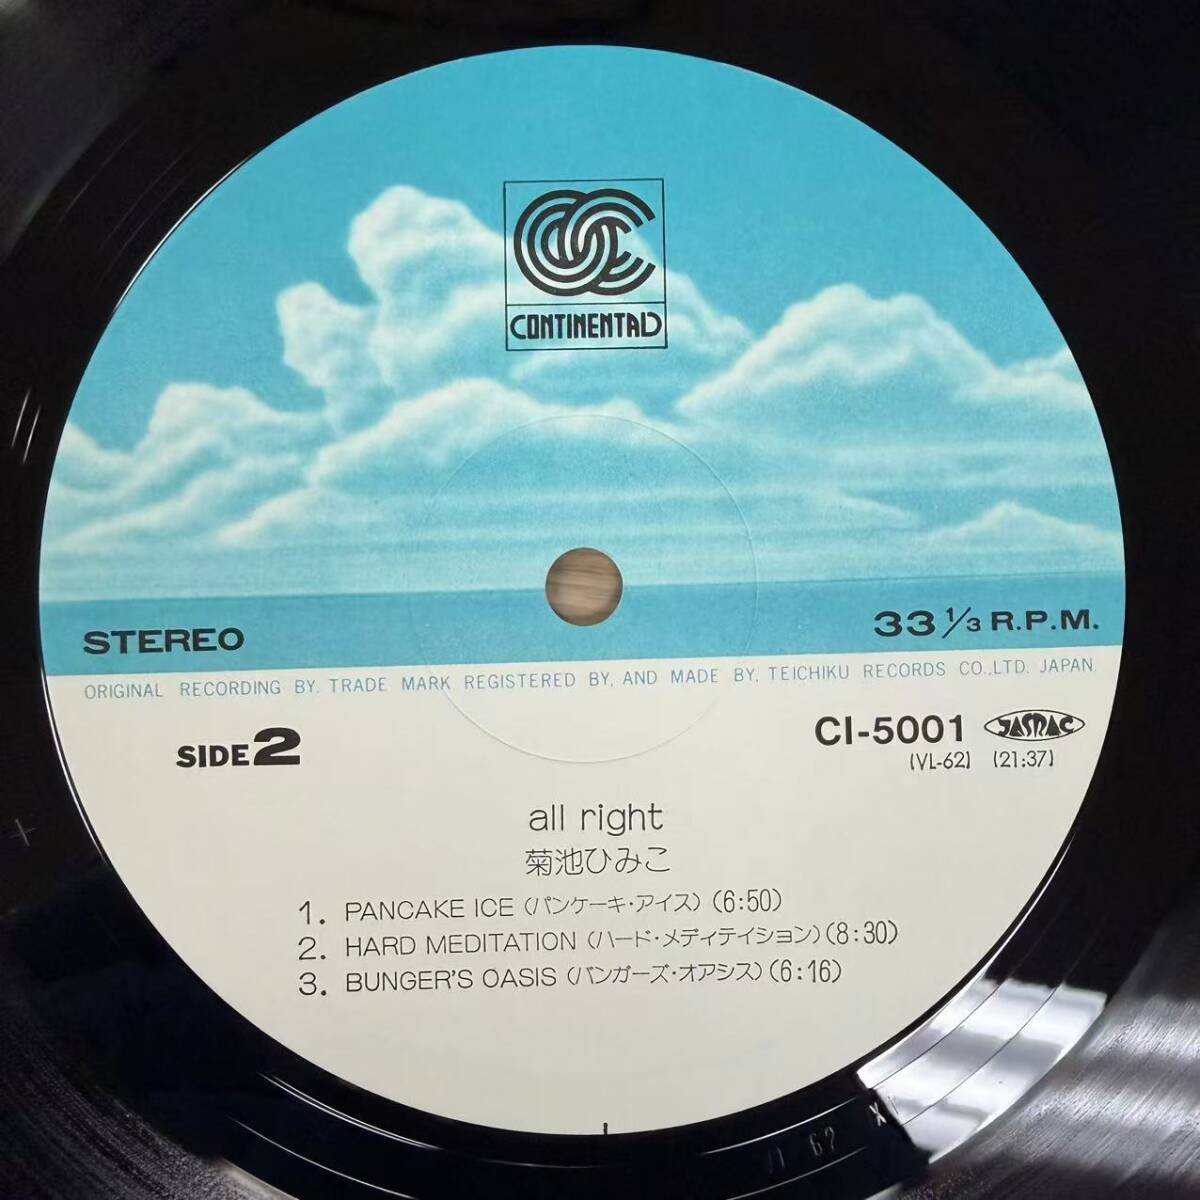 CONTINENTAL
STEREO
33 1/3 R.P.M.
ORIGINAL RECORDING BY. TRADE MARK REGISTERED BY, AND MADE BY, TEICHIKU RECORDS CO.,LTD. JAPAN.
SIDE 2
CI-5001 JASRAC
(VL-62) (21:37)
all right
菊池ひみこ
1. PANCAKE ICE (パンケーキ・アイス) (6:50)
2. HARD MEDITATION (ハード・メディテイション) (8:30)
3. BUNGER'S OASIS (バンガーズ・オアシス) (6:16)